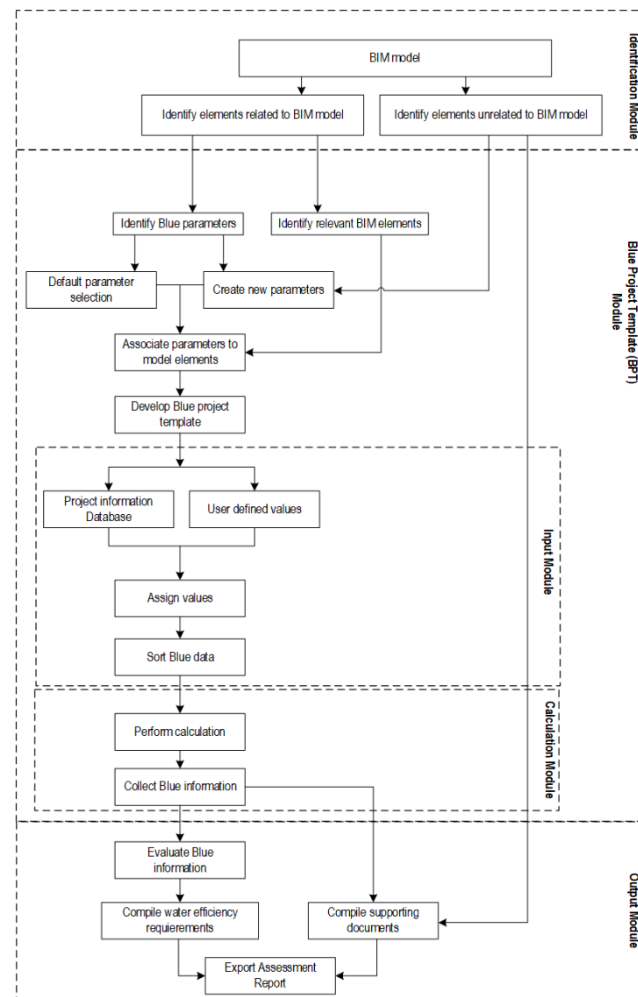 BIM model
Identify elements related to BIM model
Identify elements unrelated to BIM model
Identification Module
Identify Blue parameters
Identify relevant BIM elements
Default parameter
selection
Create new parameters
Associate parameters to
model elements
Develop Blue project
template
Blue Project Template (BPT)
Module
Project information
Database
User defined values
Assign values
Sort Blue data
Input Module
Perform calculation
Collect Blue information
Calculation Module
Evaluate Blue
information
Compile water efficiency
requierements
Compile supporting
documents
Export Assessment
Report
Output Module